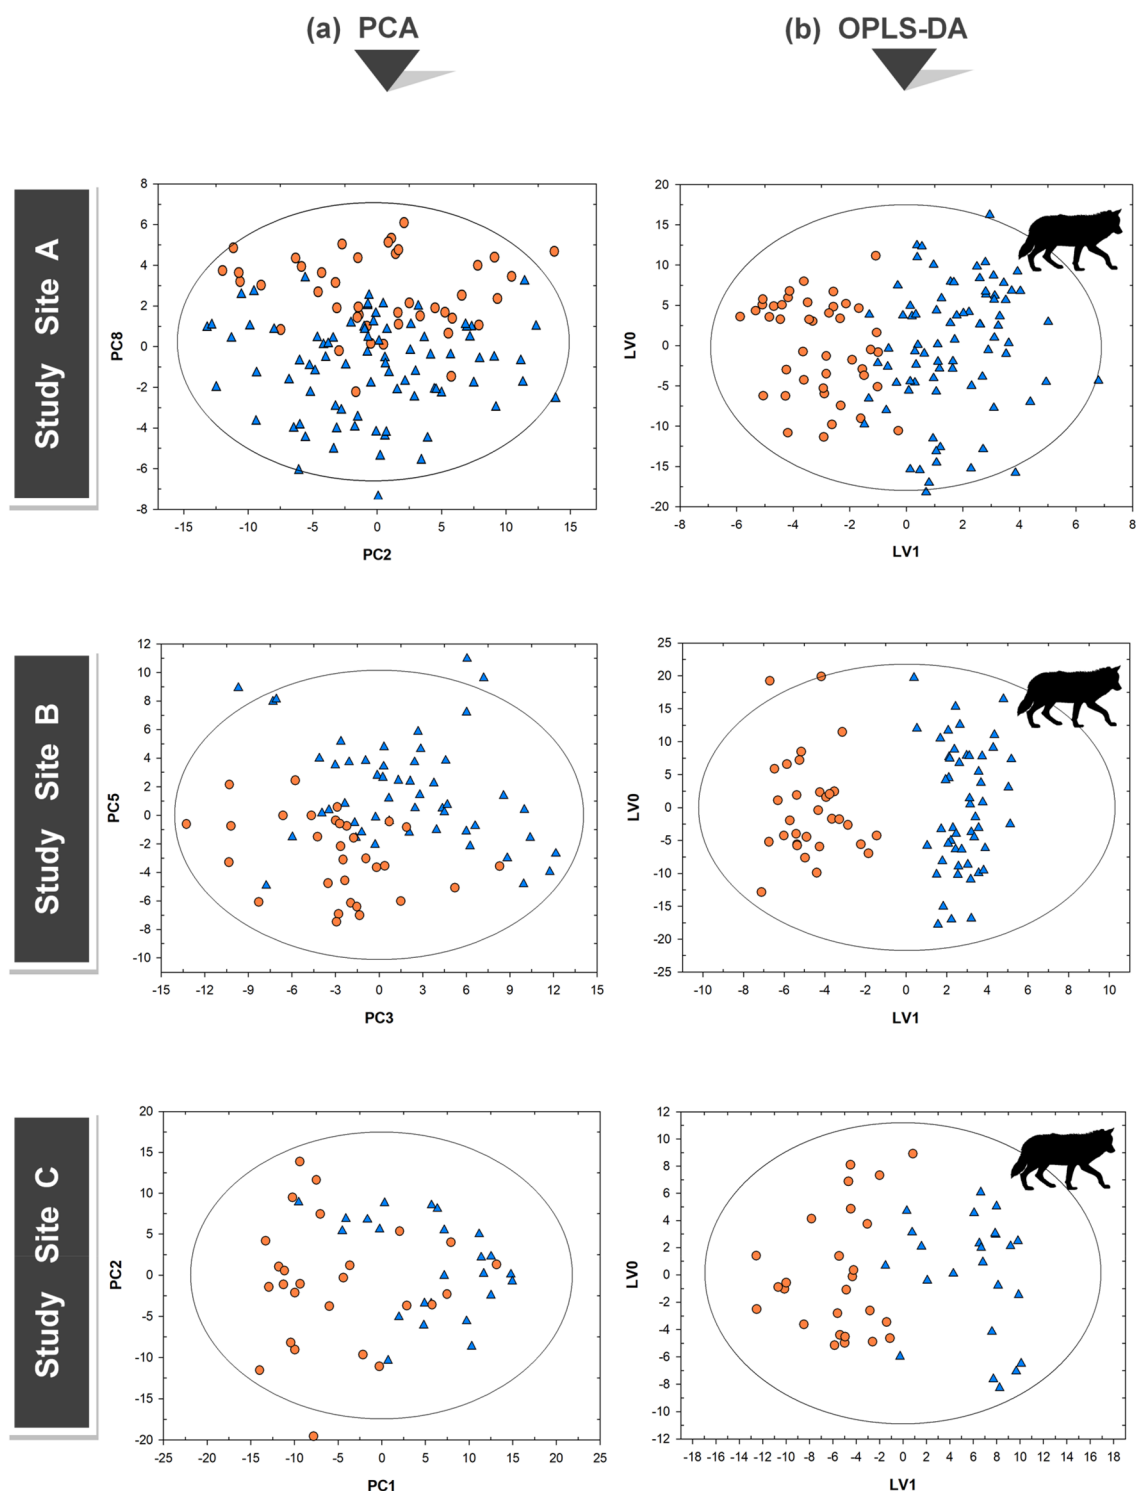 (a) PCA
(b) OPLS-DA
Study Site A
8
6
4
2
0
-2
-4
-6
-8
PC8
-15 -10 -5 0 5 10 15
PC2
20
15
10
5
0
-5
-10
-15
-20
LV0
-8 -6 -4 -2 0 2 4 6 8
LV1
Study Site B
12
10
8
6
4
2
0
-2
-4
-6
-8
-10
PC5
-15 -12 -9 -6 -3 0 3 6 9 12 15
PC3
25
20
15
10
5
0
-5
-10
-15
-20
-25
LV0
-10 -8 -6 -4 -2 0 2 4 6 8 10
LV1
Study Site C
20
15
10
5
0
-5
-10
-15
-20
PC2
-25 -20 -15 -10 -5 0 5 10 15 20 25
PC1
12
10
8
6
4
2
0
-2
-4
-6
-8
-10
-12
LV0
-18 -16 -14 -12 -10 -8 -6 -4 -2 0 2 4 6 8 10 12 14 16 18
LV1